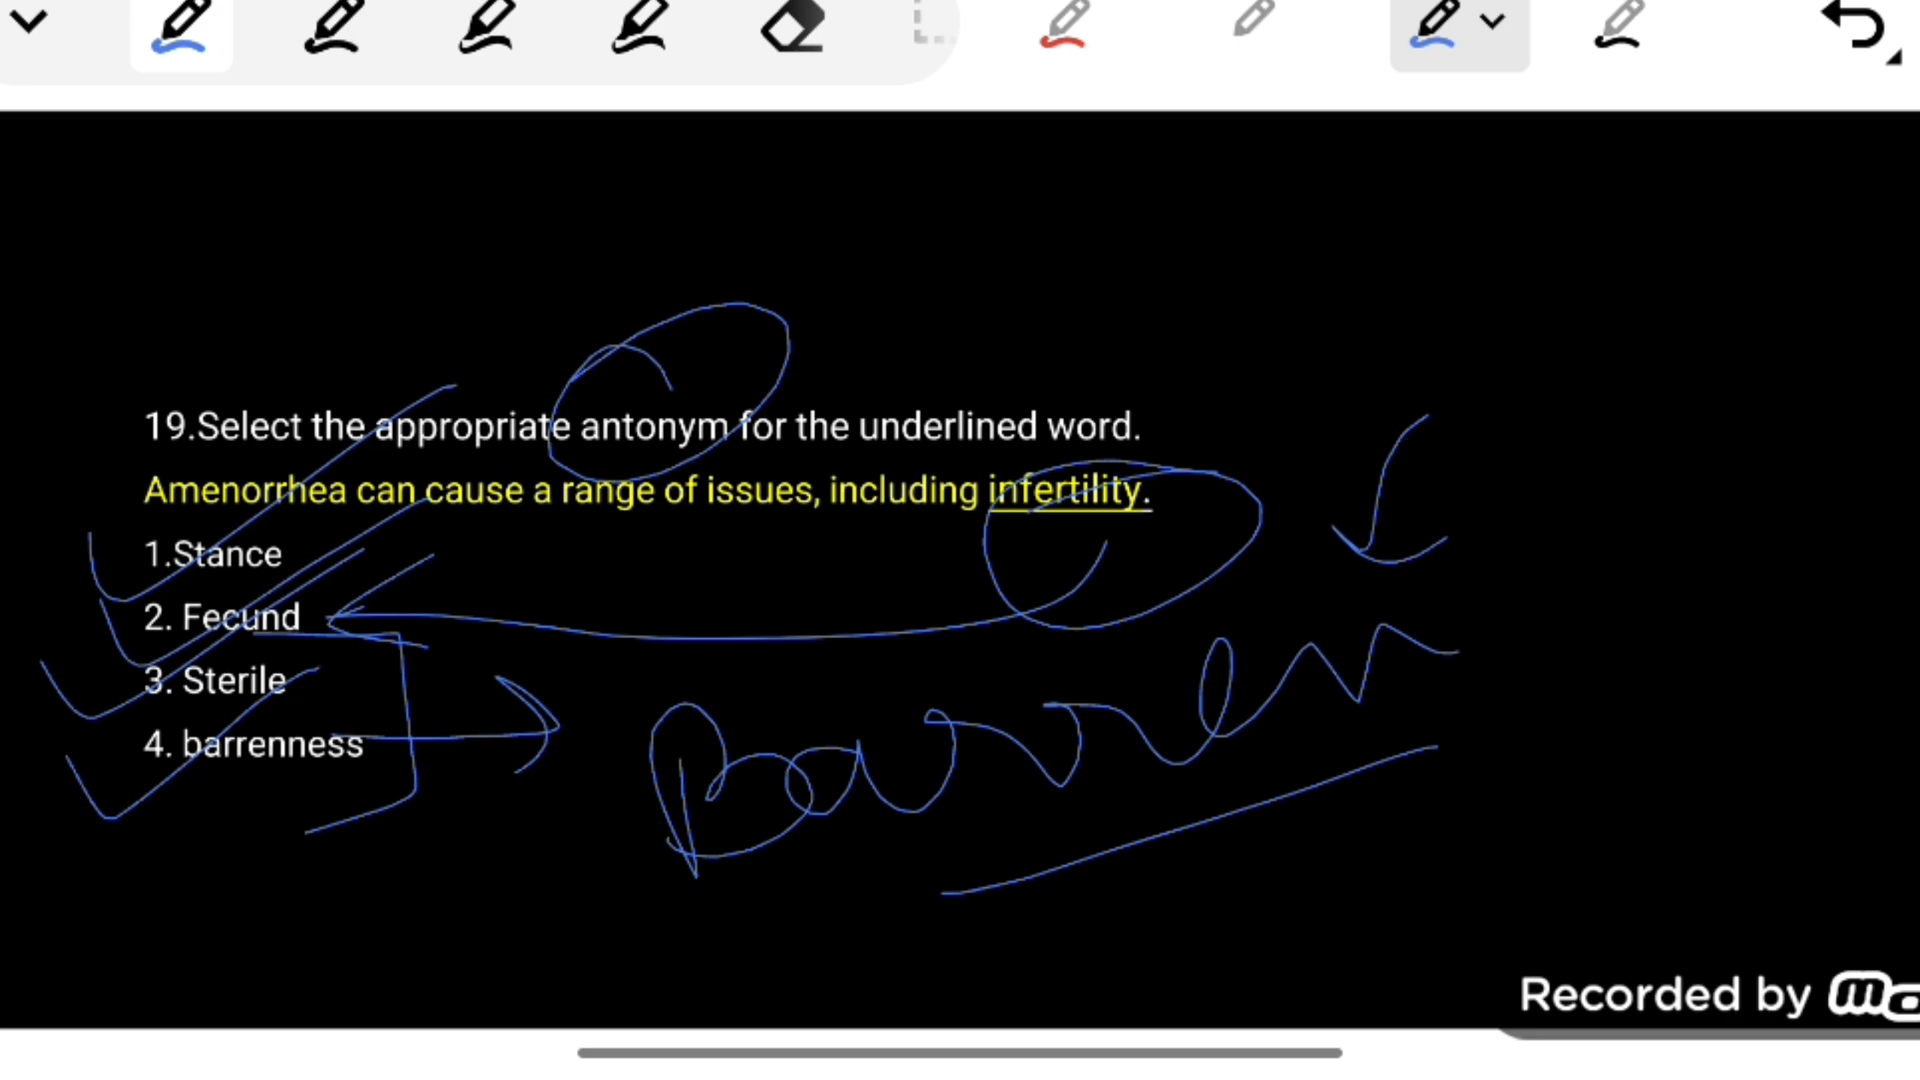 19.Select the appropriate antonym for the underlined word.
Amenorrhea can cause a range of issues, including infertility.
1.Stance
2. Fecund
3. Sterile
4. barrenness
Barren
Recorded by